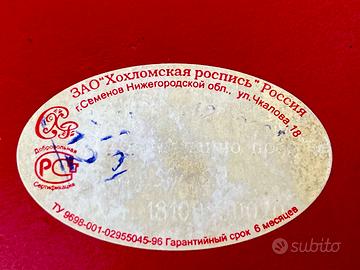 ЗАО "Хохломская роспись" Россия
г.Семенов Нижегородской обл., ул.Чкалова,18
Добровольная
РСТ
Сертификация
ТУ 9698-001-02955045-96 Гарантийный срок 6 месяцев
subito